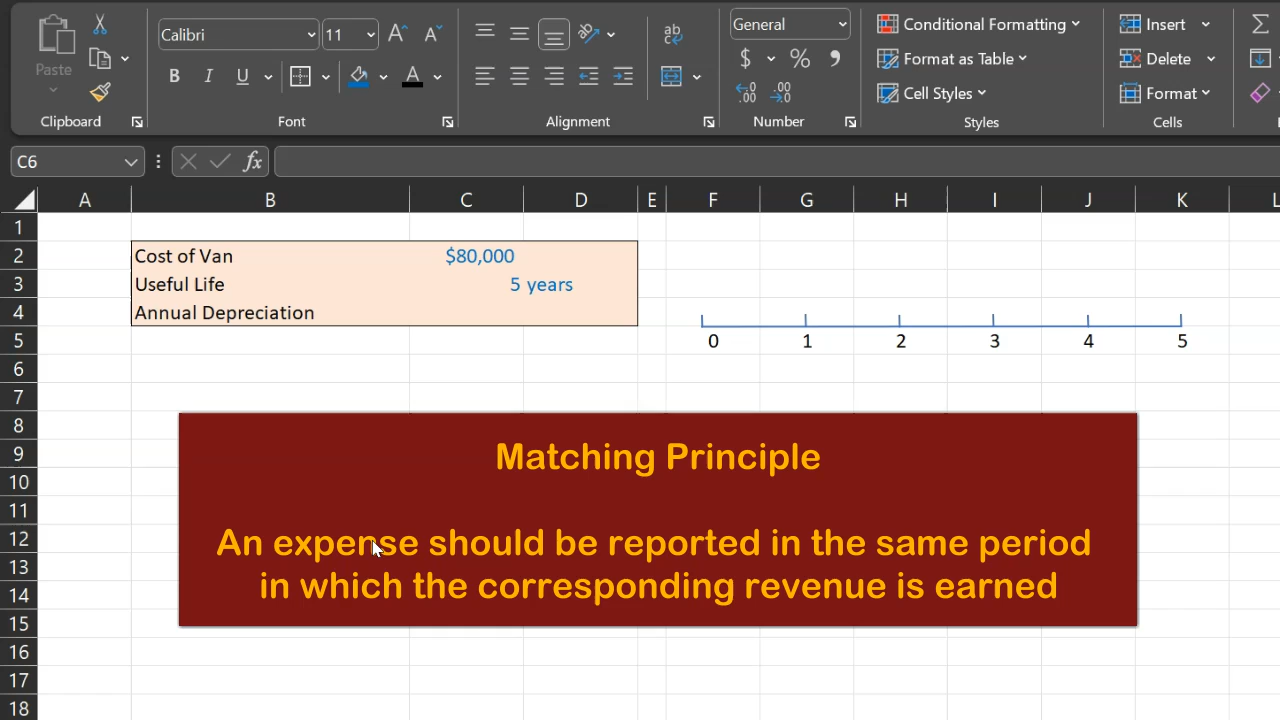 Calibri 11 General Conditional Formatting Insert
Paste B I U $ % Format as Table Delete
Cell Styles Format
Clipboard Font Alignment Number Styles Cells
C6 fx
A B C D E F G H I J K L
1
2 Cost of Van $80,000
3 Useful Life 5 years
4 Annual Depreciation
5 0 1 2 3 4 5
6
7
8
9 Matching Principle
10
11
12 An expense should be reported in the same period
13
14 in which the corresponding revenue is earned
15
16
17
18